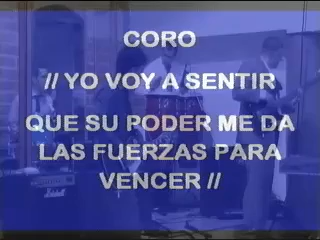 CORO
// YO VOY A SENTIR
QUE SU PODER ME DA
LAS FUERZAS PARA
VENCER //